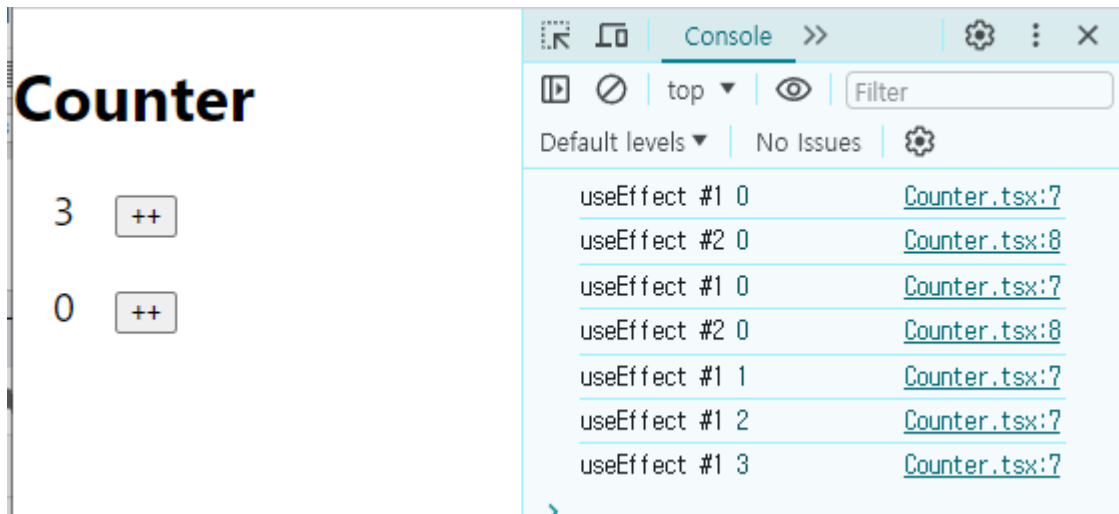 Counter
3 ++
0 ++
Console
top
Filter
Default levels No Issues
useEffect #1 0 Counter.tsx:7
useEffect #2 0 Counter.tsx:8
useEffect #1 0 Counter.tsx:7
useEffect #2 0 Counter.tsx:8
useEffect #1 1 Counter.tsx:7
useEffect #1 2 Counter.tsx:7
useEffect #1 3 Counter.tsx:7